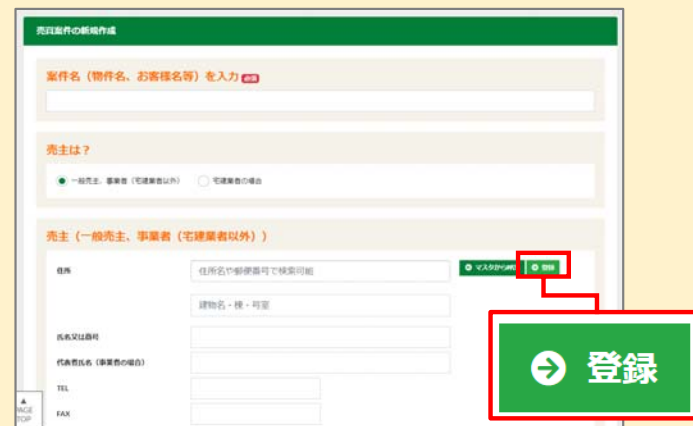 売買案件の新規作成
案件名（物件名、お客様名等）を入力 必須
売主は？
一般売主、事業者（宅建業者以外） 宅建業者の場合
売主（一般売主、事業者（宅建業者以外））
住所 住所名や郵便番号で検索可能 マスタから 登録
建物名・棟・号室
登録
氏名又は商号
代表者氏名（事業者の場合）
TEL
▲
PAGE
TOP
FAX